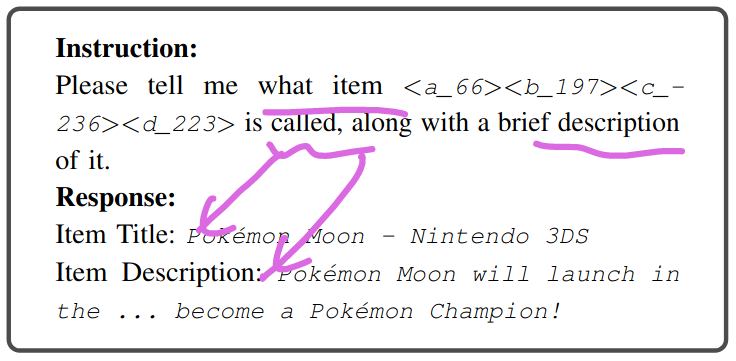 Instruction:
Please tell me what item <a_66><b_197><c_-
236><d_223> is called, along with a brief description
of it.
Response:
Item Title: Pokémon Moon - Nintendo 3DS
Item Description: Pokémon Moon will launch in
the ... become a Pokémon Champion!